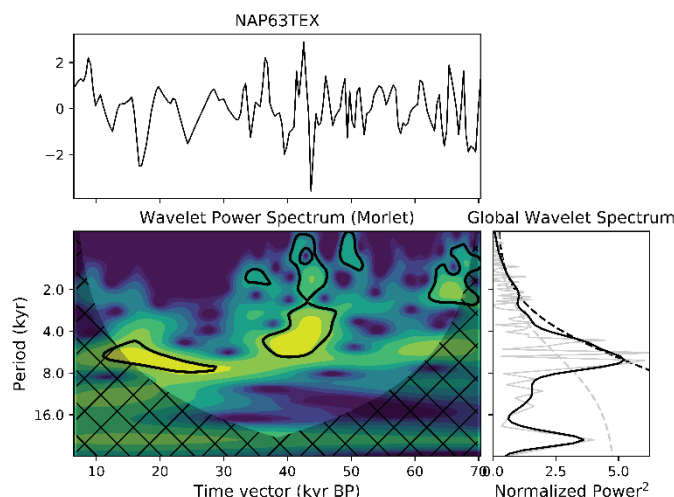 NAP63TEX
2
0
−2
Wavelet Power Spectrum (Morlet)
Global Wavelet Spectrum
Period (kyr)
2.0
4.0
8.0
16.0
10 20 30 40 50 60 70
0.0 2.5 5.0
Time vector (kyr BP)
Normalized Power²